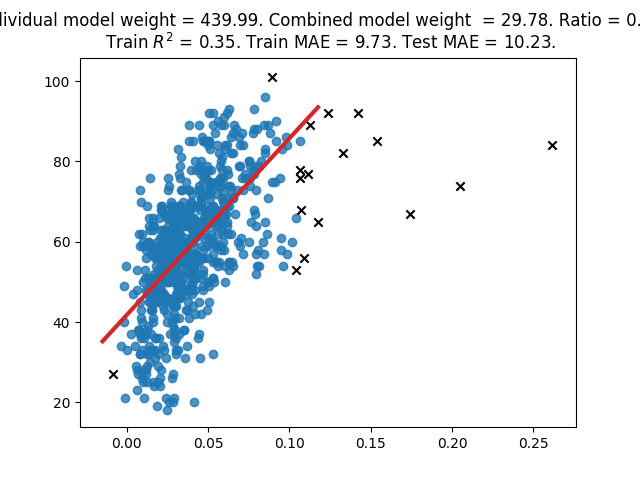 dividual model weight = 439.99. Combined model weight = 29.78. Ratio = 0.
Train R² = 0.35. Train MAE = 9.73. Test MAE = 10.23.
100
80
60
40
20
0.00 0.05 0.10 0.15 0.20 0.25